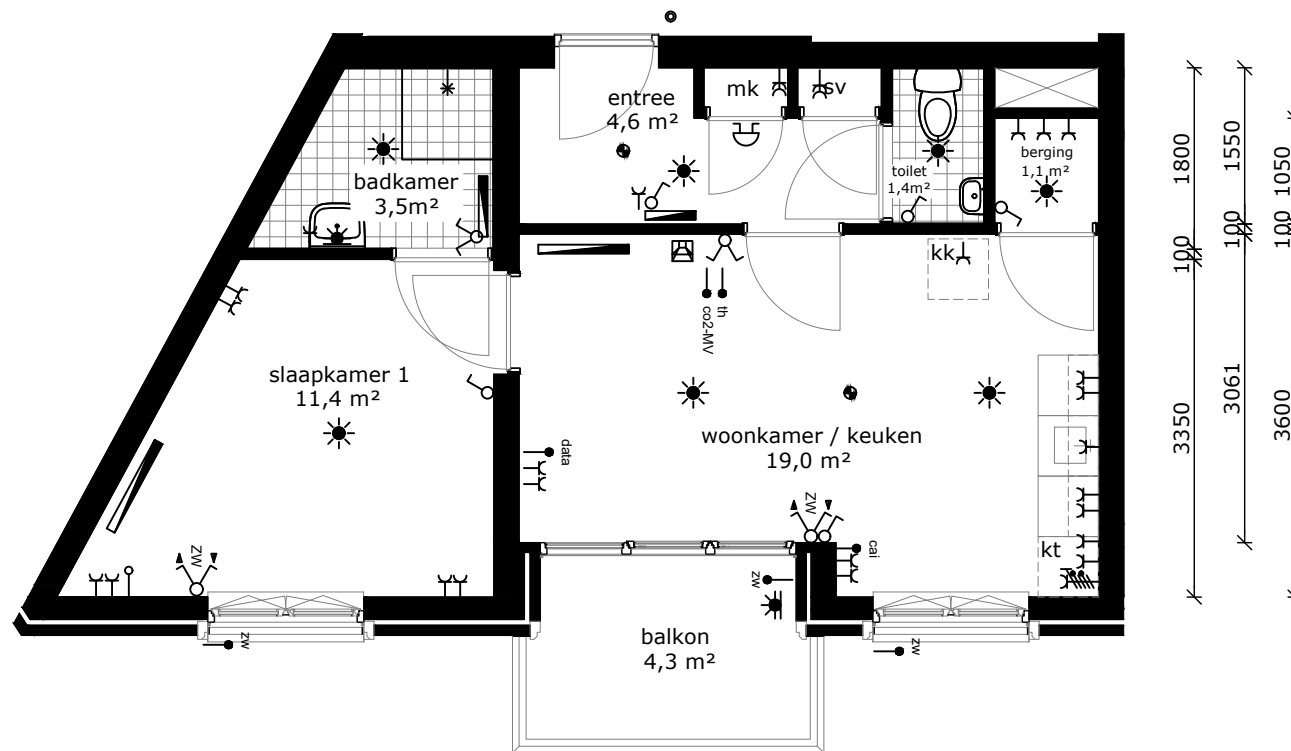 entree
4,6 m²
mk
sv
badkamer
3,5m²
toilet
1,4m²
berging
1,1 m²
kk
th
co2-MV
slaapkamer 1
11,4 m²
woonkamer / keuken
19,0 m²
data
ZW
ZW
cai
kt
zw
zw
zw
balkon
4,3 m²
1800
100
3350
1550
100
3061
1050
100
3600